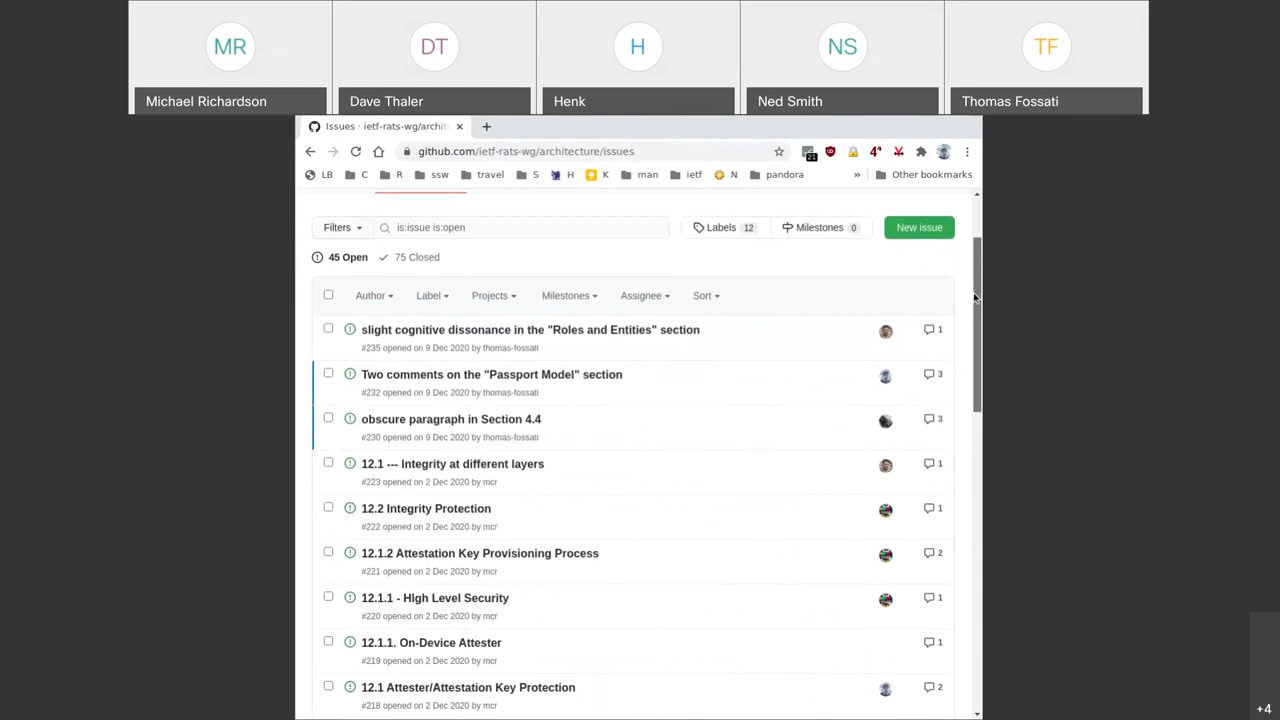 MR
DT
H
NS
TF
Michael Richardson
Dave Thaler
Henk
Ned Smith
Thomas Fossati
Issues · ietf-rats-wg/archit
github.com/ietf-rats-wg/architecture/issues
21
4°
LB
C
R
ssw
travel
S
H
K
man
ietf
N
pandora
»
Other bookmarks
Filters
is:issue is:open
Labels 12
Milestones 0
New issue
45 Open
75 Closed
Author
Label
Projects
Milestones
Assignee
Sort
slight cognitive dissonance in the "Roles and Entities" section
1
#235 opened on 9 Dec 2020 by thomas-fossati
Two comments on the "Passport Model" section
3
#232 opened on 9 Dec 2020 by thomas-fossati
obscure paragraph in Section 4.4
3
#230 opened on 9 Dec 2020 by thomas-fossati
12.1 --- Integrity at different layers
1
#223 opened on 2 Dec 2020 by mcr
12.2 Integrity Protection
1
#222 opened on 2 Dec 2020 by mcr
12.1.2 Attestation Key Provisioning Process
2
#221 opened on 2 Dec 2020 by mcr
12.1.1 - HIgh Level Security
1
#220 opened on 2 Dec 2020 by mcr
12.1.1. On-Device Attester
1
#219 opened on 2 Dec 2020 by mcr
12.1 Attester/Attestation Key Protection
2
#218 opened on 2 Dec 2020 by mcr
+4